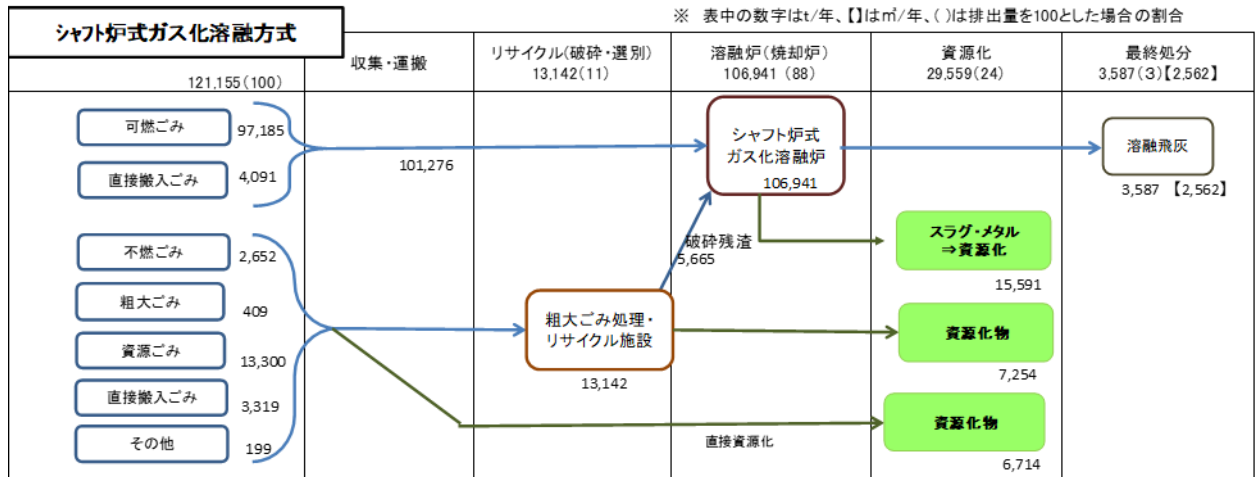 ※ 表中の数字はt/年、【】はm³/年、( )は排出量を100とした場合の割合
シャフト炉式ガス化溶融方式
121,155(100)
収集・運搬
リサイクル(破砕・選別)
13,142(11)
溶融炉(焼却炉)
106,941 (88)
資源化
29,559(24)
最終処分
3,587(3)【2,562】
可燃ごみ
97,185
直接搬入ごみ
4,091
101,276
シャフト炉式
ガス化溶融炉
106,941
溶融飛灰
3,587 【2,562】
破砕残渣
5,665
スラグ・メタル
⇒資源化
15,591
不燃ごみ
2,652
粗大ごみ
409
資源ごみ
13,300
直接搬入ごみ
3,319
その他
199
粗大ごみ処理・
リサイクル施設
13,142
資源化物
7,254
直接資源化
資源化物
6,714